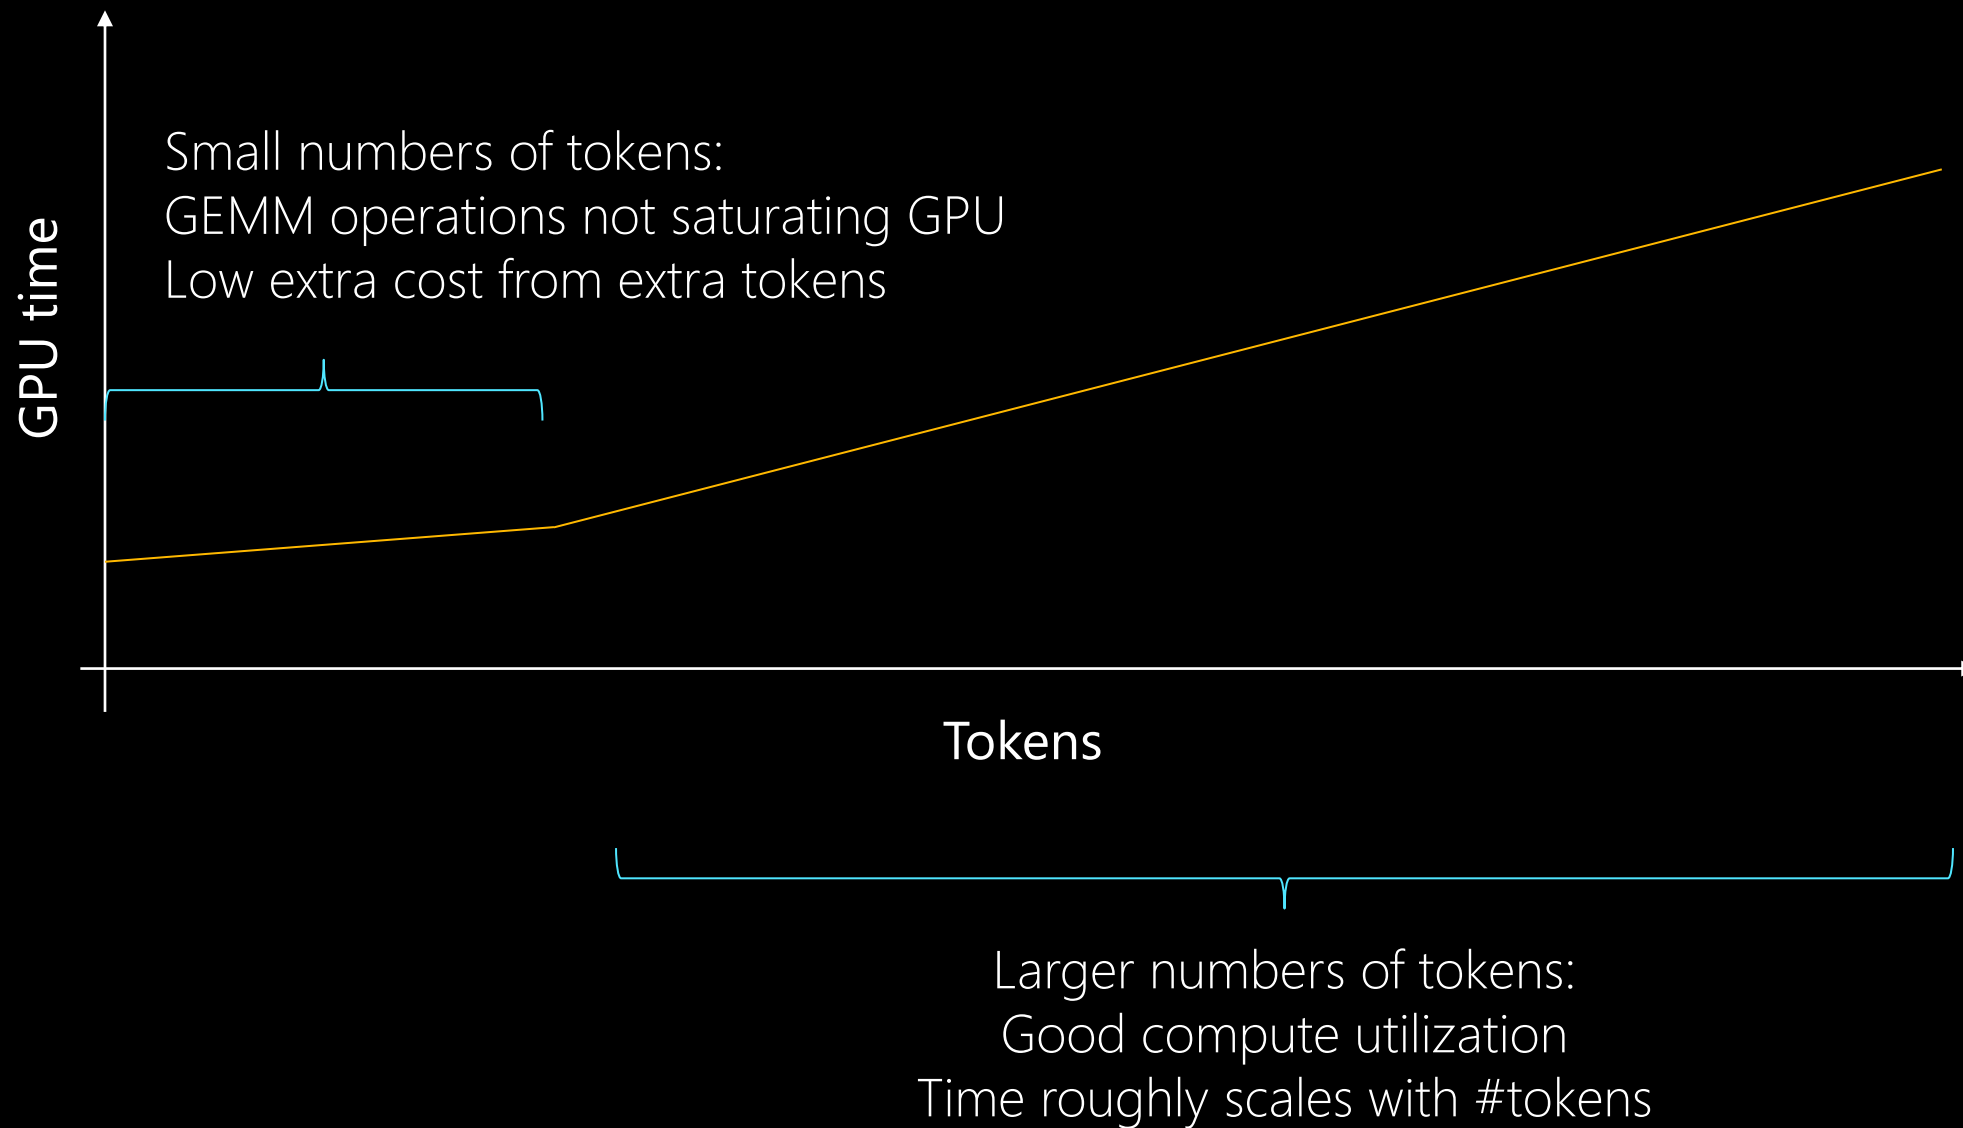 Small numbers of tokens:
GEMM operations not saturating GPU
Low extra cost from extra tokens
GPU time
Tokens
Larger numbers of tokens:
Good compute utilization
Time roughly scales with #tokens